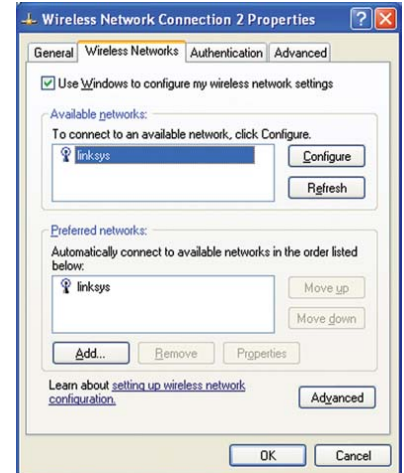 Wireless Network Connection 2 Properties
General Wireless Networks Authentication Advanced
Use Windows to configure my wireless network settings
Available networks:
To connect to an available network, click Configure.
linksys
Configure
Refresh
Preferred networks:
Automatically connect to available networks in the order listed
below:
linksys
Move up
Move down
Add... Remove Properties
Learn about setting up wireless network
configuration.
Advanced
OK Cancel